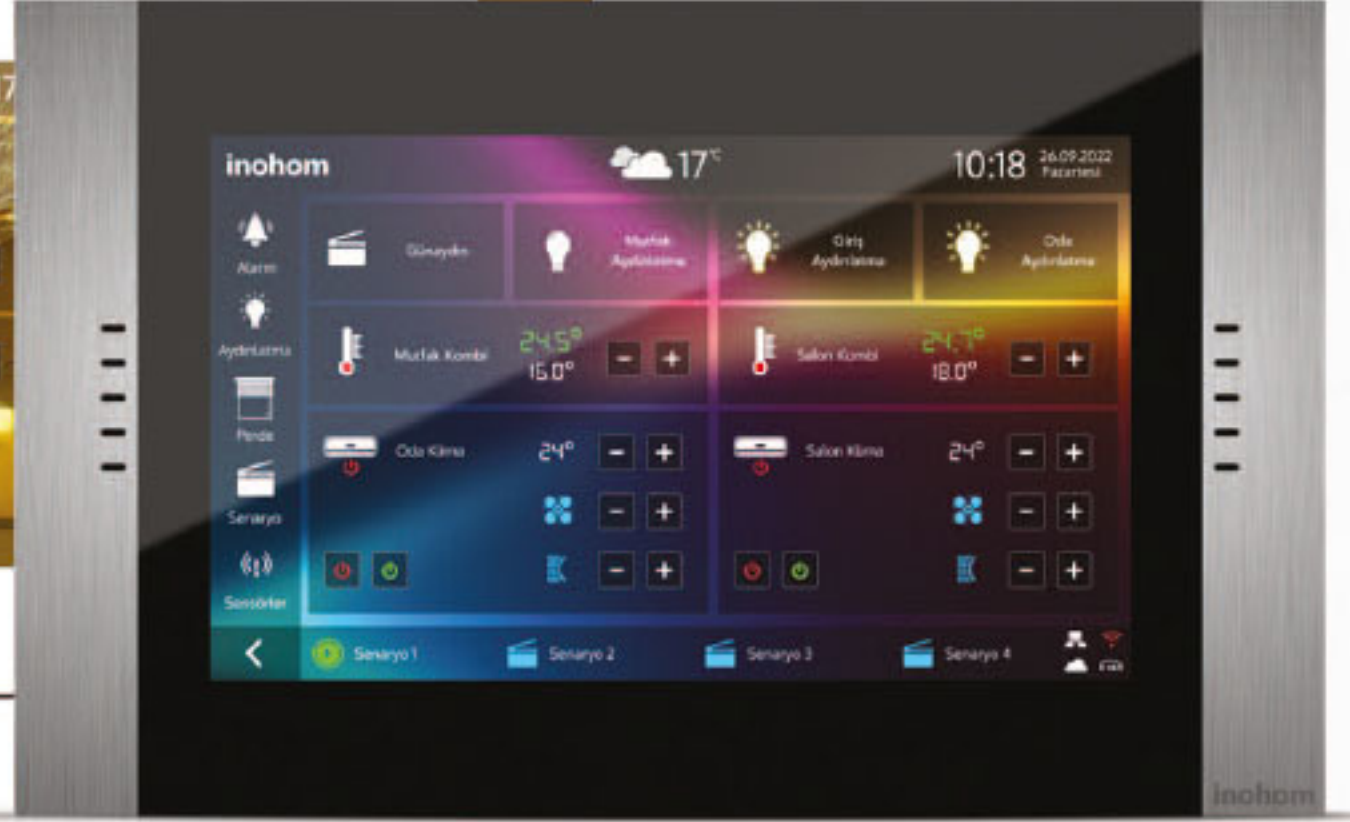 inohom
17°C
10:18
26.09.2022
Pazartesi
Alarm
Aydınlatma
Perde
Senaryo
Sensörler
Günaydın
Mutfak
Aydınlatma
Giriş
Aydınlatma
Oda
Aydınlatma
Mutfak Kombi
24.5°
- +
Salon Kombi
24.7°
18.0°
- +
Oda Klima
24°
- +
- +
- +
Salon Klima
24°
- +
- +
- +
Senaryo 1
Senaryo 2
Senaryo 3
Senaryo 4
inohom